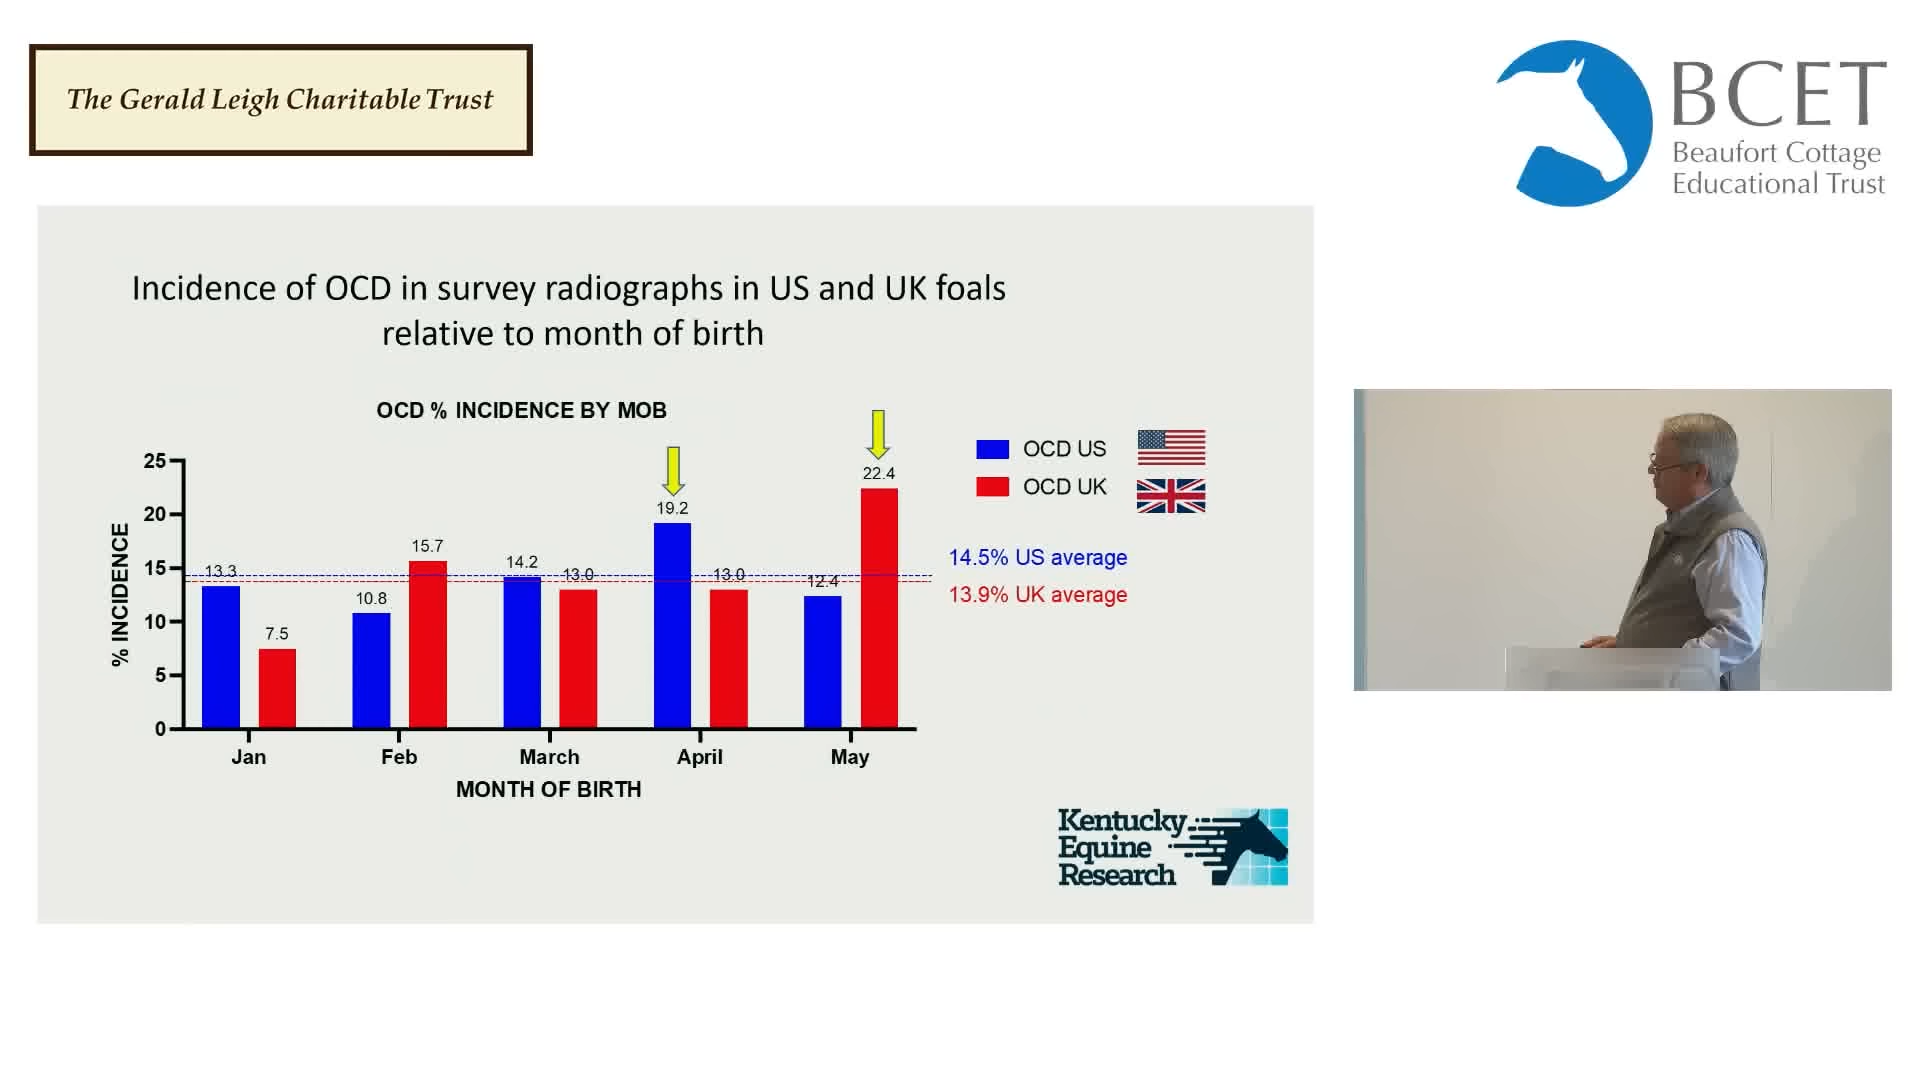 The Gerald Leigh Charitable Trust
BCET
Beaufort Cottage
Educational Trust
Incidence of OCD in survey radiographs in US and UK foals
relative to month of birth
OCD % INCIDENCE BY MOB
% INCIDENCE
25
20
15
10
5
0
13.3
7.5
10.8
15.7
14.2
13.0
19.2
13.0
12.4
22.4
Jan
Feb
March
April
May
MONTH OF BIRTH
OCD US
OCD UK
14.5% US average
13.9% UK average
Kentucky
Equine
Research